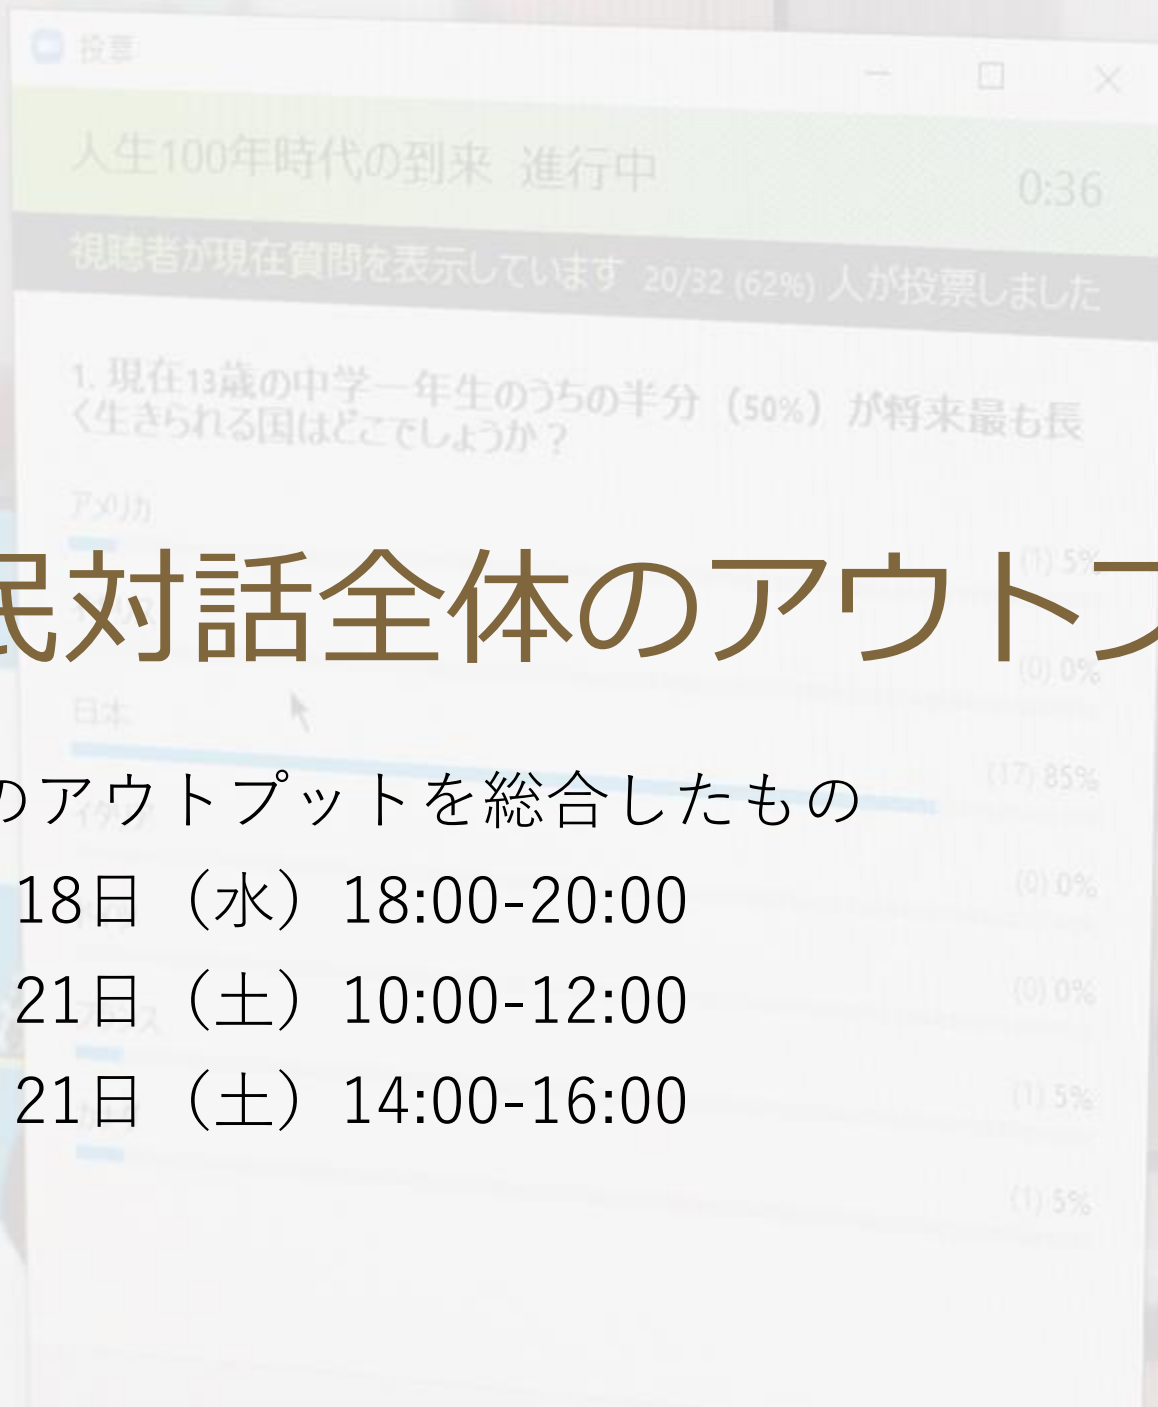 投票
人生100年時代の到来 進行中
0:36
視聴者が現在質問を表示しています 20/32 (62%) 人が投票しました
1. 現在13歳の中学一年生のうちの半分（50%）が将来最も長
く生きられる国はどこでしょうか？
アメリカ
(1) 5%
民対話全体のアウト
(0) 0%
日本
(17) 85%
のアウトプットを総合したもの
イタリア
18日（水）18:00-20:00
(0) 0%
21日（土）10:00-12:00
(0) 0%
21日（土）14:00-16:00
(1) 5%
(1) 5%